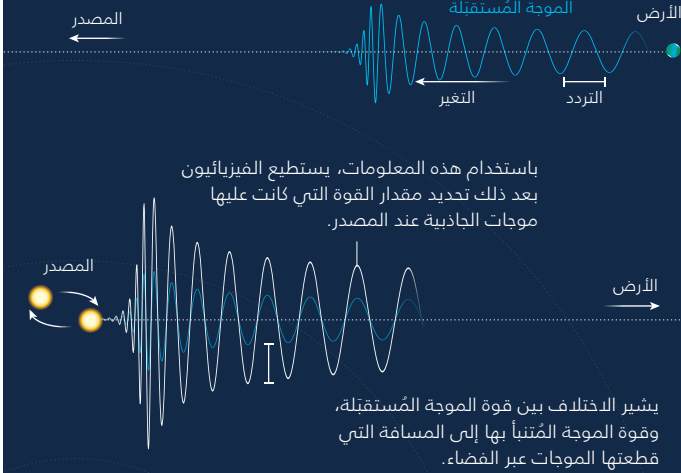 الموجة المُستقبَلة
الأرض
المصدر
التردد
التغير
باستخدام هذه المعلومات، يستطيع الفيزيائيون
بعد ذلك تحديد مقدار القوة التي كانت عليها
موجات الجاذبية عند المصدر.
المصدر
الأرض
يشير الاختلاف بين قوة الموجة المُستقبَلة،
وقوة الموجة المُتنبأ بها إلى المسافة التي
قطعتها الموجات عبر الفضاء.